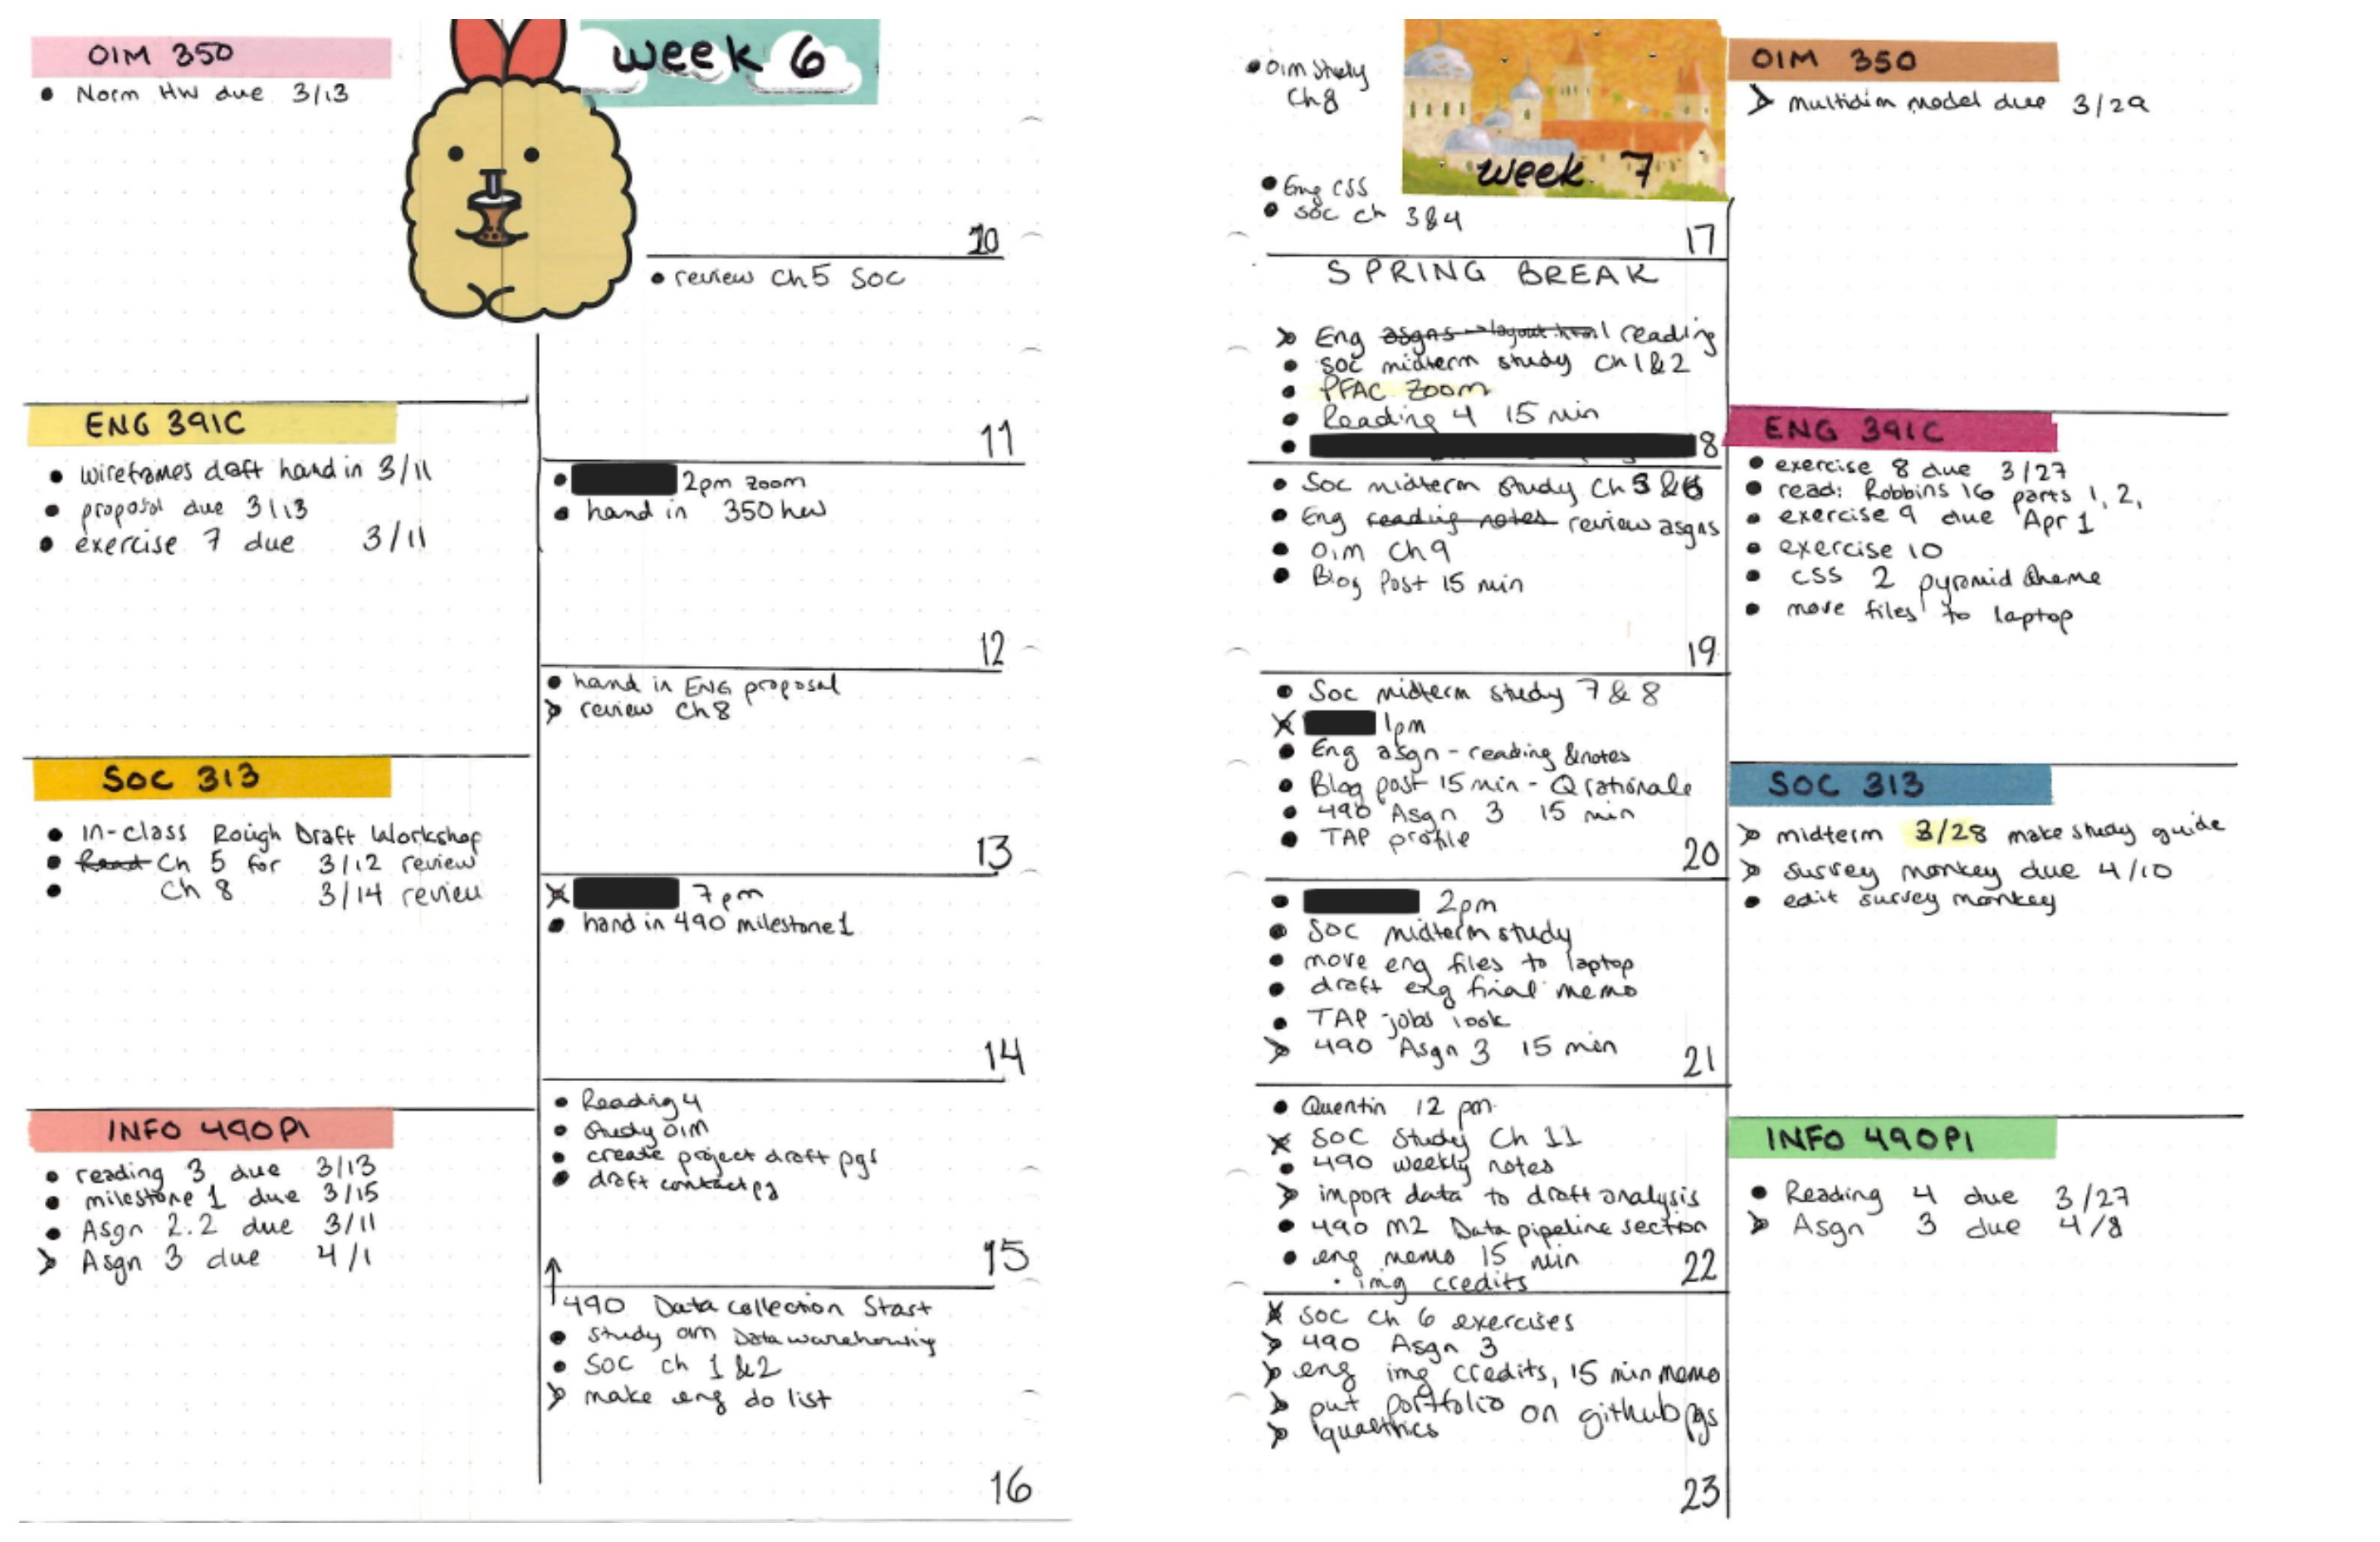 week 6
OIM 350
Norm HW due 3/13
ENG 391C
wireframes draft hand in 3/11
proposal due 3/13
exercise 7 due 3/11
SOC 313
in-class Rough Draft Workshop
Read Ch 5 for 3/12 review
Ch 8 3/14 review
INFO 490PI
reading 3 due 3/13
milestone 1 due 3/15
Asgn 2.2 due 3/11
Asgn 3 due 4/1
10
review Ch 5 SOC
11
2pm zoom
hand in 350 hw
12
hand in ENG proposal
review Ch 8
13
7pm
hand in 490 milestone 1
14
Reading 4
Study OIM
create project draft pgs
draft contact pg
15
490 Data collection Start
study oim Data warehousing
SOC ch 1 & 2
make eng do list
16
week 7
oim study
Ch 8
Eng CSS
SOC ch 3 & 4
17
SPRING BREAK
Eng asgns layout html reading
soc midterm study Ch 1 & 2
PFAC Zoom
Reading 4 15 min
8
Soc midterm study Ch 5 & 6
Eng reading notes review asgns
oim Ch 9
Blog Post 15 min
19
Soc midterm study 7 & 8
1pm
Eng asgn - reading & notes
Blog post 15 min - Q rationale
490 Asgn 3 15 min
TAP profile
20
2pm
SOC midterm study
move eng files to laptop
draft eng final memo
TAP jobs look
490 Asgn 3 15 min
21
Quentin 12 pm
SOC Study Ch 11
490 weekly notes
import data to draft analysis
490 M2 Data pipeline section
eng memo 15 min
img credits
22
SOC Ch 6 exercises
490 Asgn 3
eng img credits, 15 min memo
put portfolio on github pgs
qualtrics
23
OIM 350
multidim model due 3/29
ENG 391C
exercise 8 due 3/27
read: Robbins 16 parts 1, 2,
exercise 9 due Apr 1
exercise 10
CSS 2 pyramid theme
move files to laptop
SOC 313
midterm 3/28 make study guide
survey monkey due 4/10
edit survey monkey
INFO 490PI
Reading 4 due 3/27
Asgn 3 due 4/8